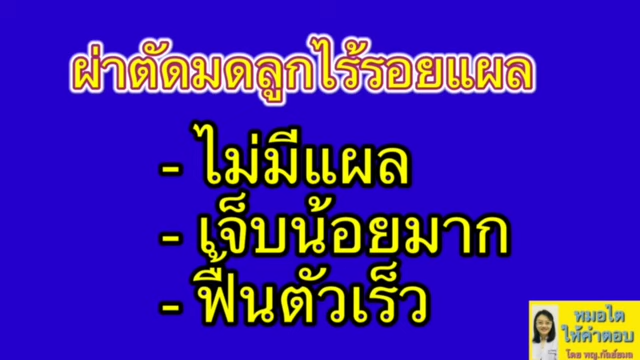 ผ่าตัดมดลูกไร้รอยแผล
- ไม่มีแผล
- เจ็บน้อยมาก
- ฟื้นตัวเร็ว
หมอไต
ให้คำตอบ